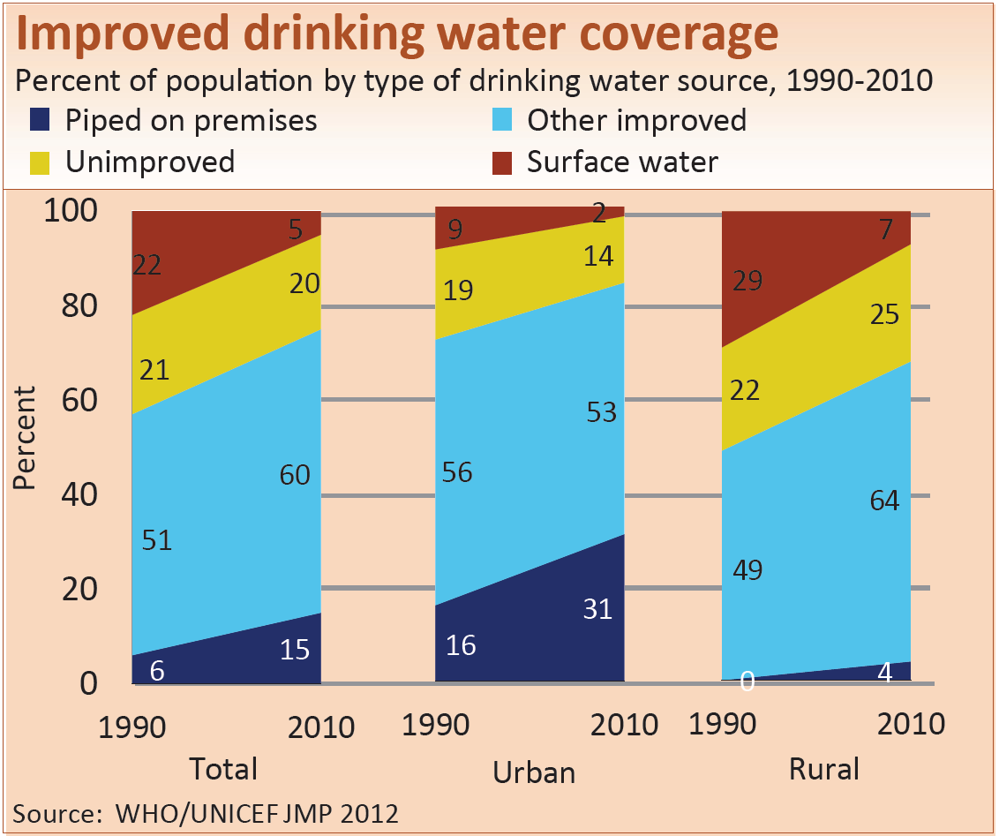 Improved drinking water coverage
Percent of population by type of drinking water source, 1990-2010
Piped on premises Other improved
Unimproved Surface water
100
80
60
40
20
0
Percent
22 5
21 20
51 60
6 15
9 2
19 14
56 53
16 31
29 7
22 25
49 64
0 4
1990 2010 1990 2010 1990 2010
Total Urban Rural
Source: WHO/UNICEF JMP 2012